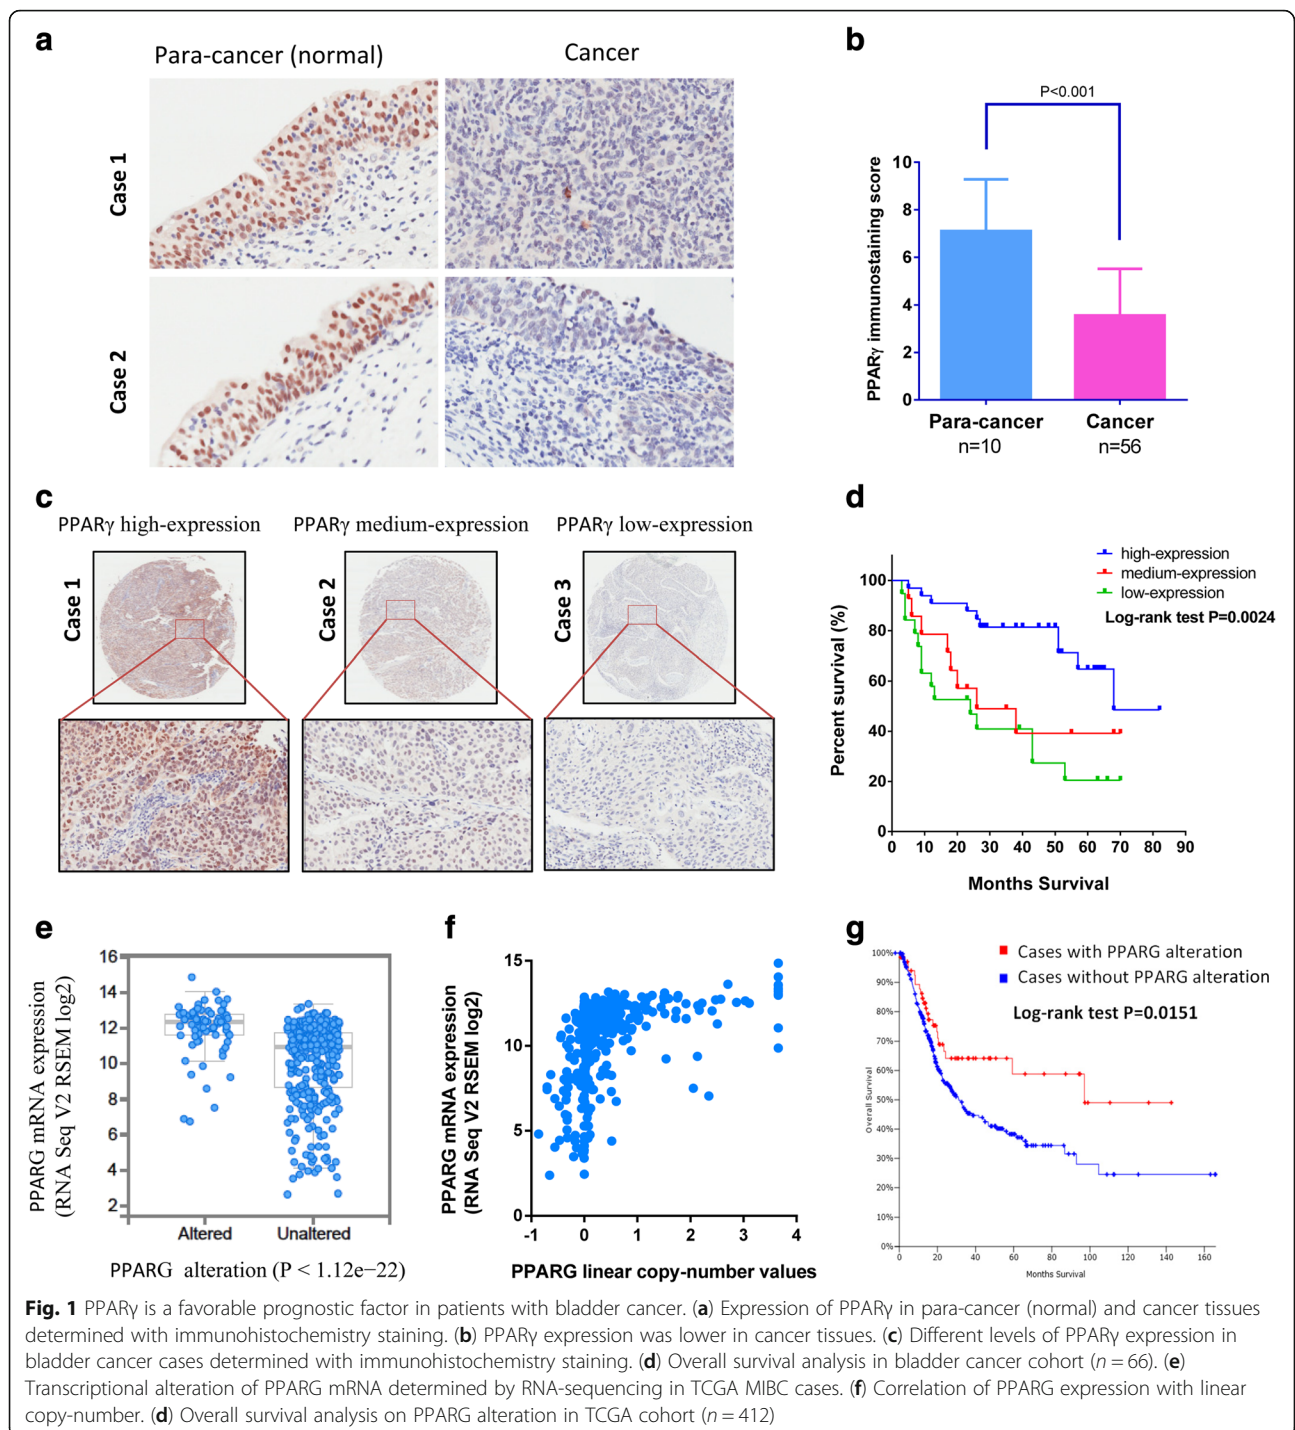 a
Para-cancer (normal)
Cancer
Case 1
Case 2
b
P<0.001
PPARγ immunostaining score
10
8
6
4
2
0
Para-cancer
n=10
Cancer
n=56
c
PPARγ high-expression
PPARγ medium-expression
PPARγ low-expression
Case 1
Case 2
Case 3
d
high-expression
medium-expression
low-expression
Log-rank test P=0.0024
Percent survival (%)
100
80
60
40
20
0
0 10 20 30 40 50 60 70 80 90
Months Survival
e
PPARG mRNA expression
(RNA Seq V2 RSEM log2)
16
14
12
10
8
6
4
2
Altered
Unaltered
PPARG alteration (P < 1.12e−22)
f
PPARG mRNA expression
(RNA Seq V2 RSEM log2)
15
10
5
0
-1 0 1 2 3 4
PPARG linear copy-number values
g
Cases with PPARG alteration
Cases without PPARG alteration
Log-rank test P=0.0151
Overall Survival
100%
90%
80%
70%
60%
50%
40%
30%
20%
10%
0%
0 20 40 60 80 100 120 140 160
Months Survival
Fig. 1 PPARγ is a favorable prognostic factor in patients with bladder cancer. (a) Expression of PPARγ in para-cancer (normal) and cancer tissues
determined with immunohistochemistry staining. (b) PPARγ expression was lower in cancer tissues. (c) Different levels of PPARγ expression in
bladder cancer cases determined with immunohistochemistry staining. (d) Overall survival analysis in bladder cancer cohort (n = 66). (e)
Transcriptional alteration of PPARG mRNA determined by RNA-sequencing in TCGA MIBC cases. (f) Correlation of PPARG expression with linear
copy-number. (d) Overall survival analysis on PPARG alteration in TCGA cohort (n = 412)